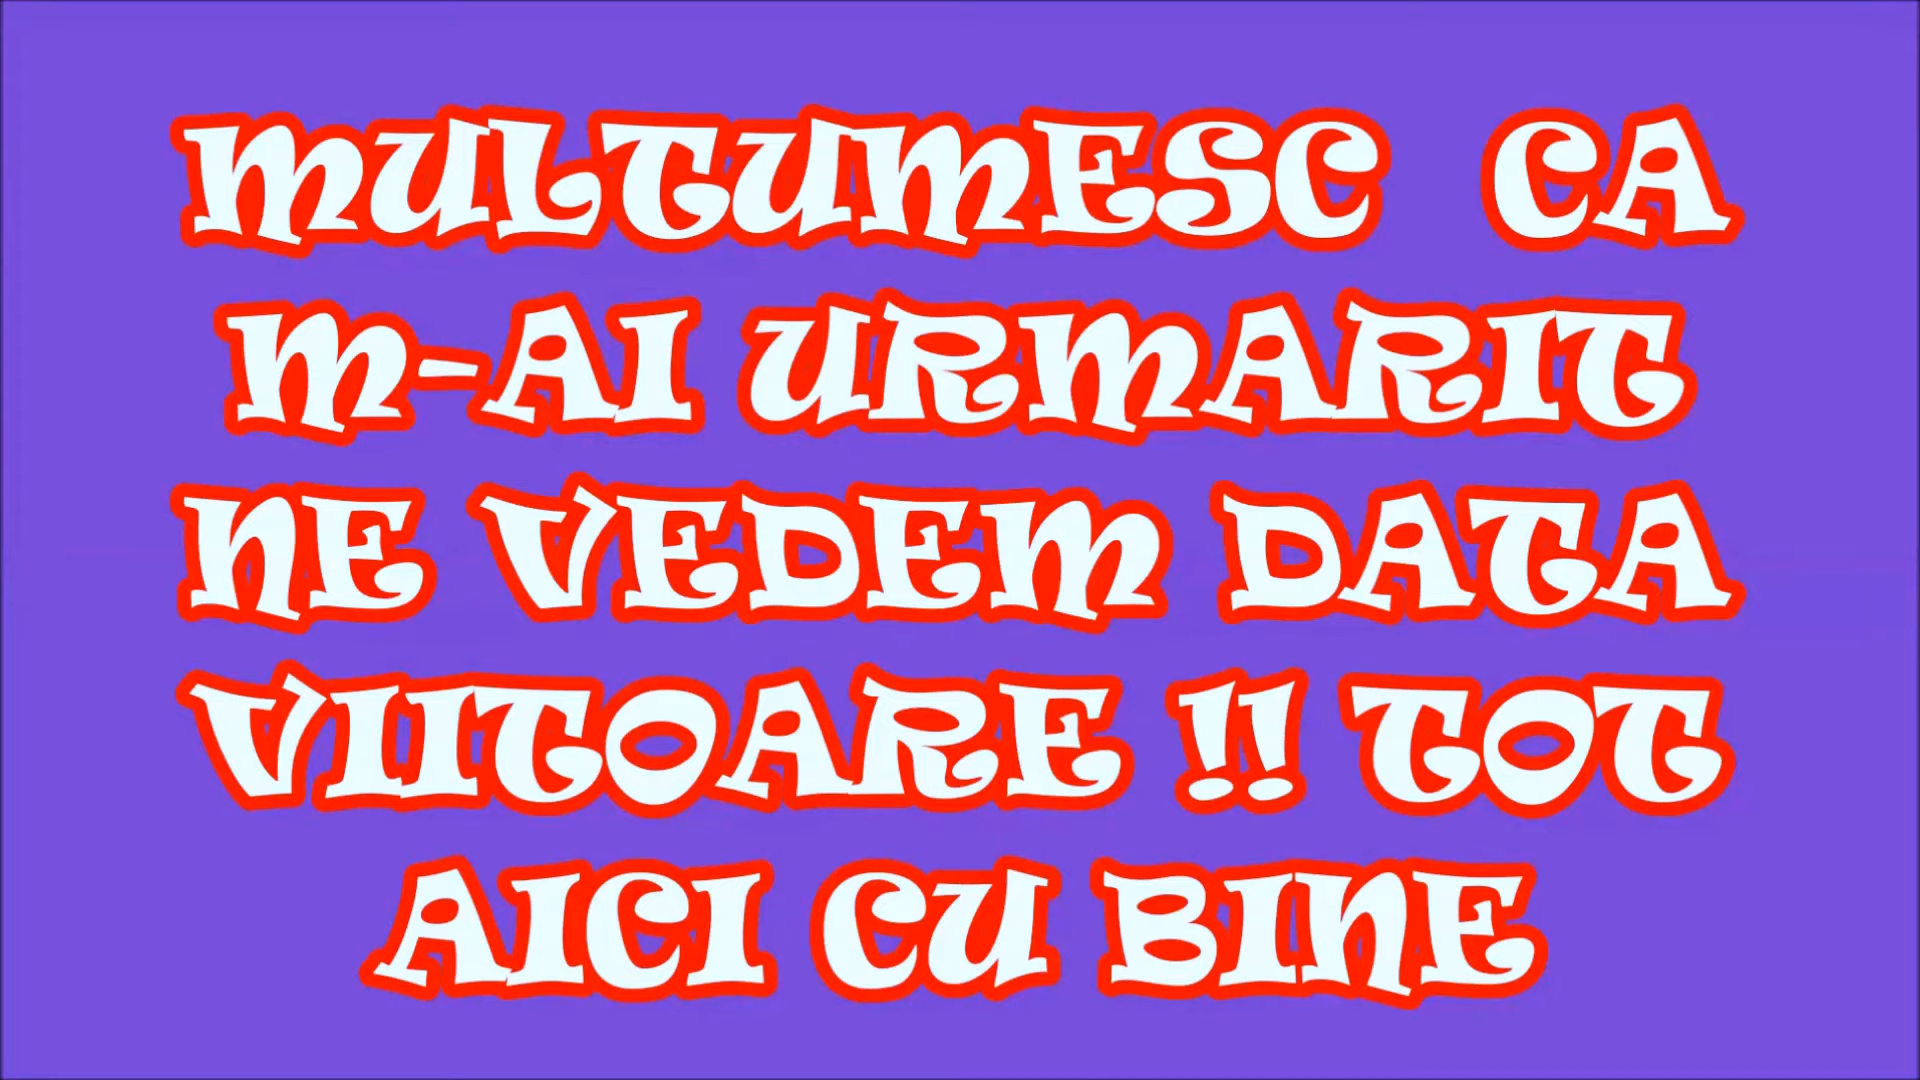 MULTUMESC CA
M-AI URMARIT
NE VEDEM DATA
VIITOARE !! TOT
AICI CU BINE